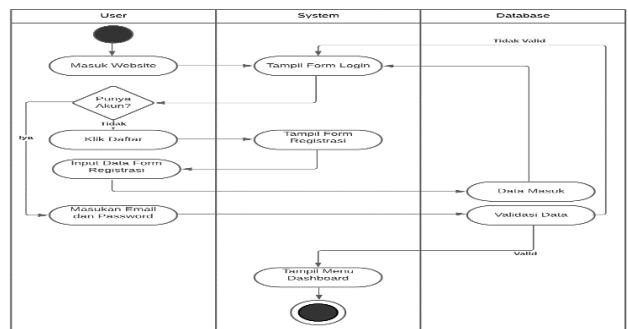 User
System
Database
Tidak Valid
Masuk Website
Tampil Form Login
Punya
Akun?
Tidak
Iya
Klik Daftar
Tampil Form
Registrasi
Input Data Form
Registrasi
Data Masuk
Masukan Email
dan Password
Validasi Data
Valid
Tampil Menu
Dashboard